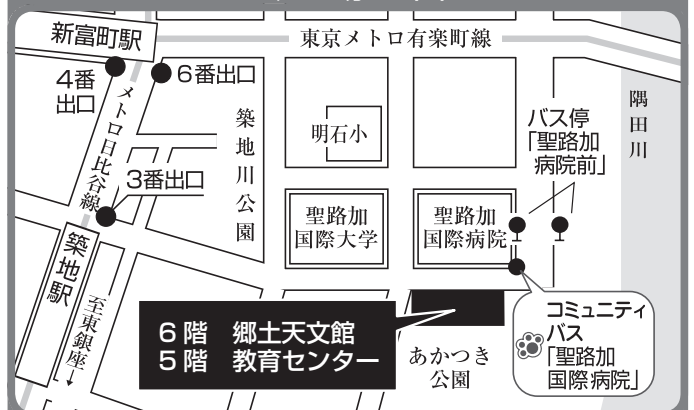 新富町駅
東京メトロ有楽町線
4番
出口
6番出口
メトロ日比谷線
築地川公園
明石小
バス停
「聖路加
病院前」
隅田川
3番出口
聖路加
国際大学
聖路加
国際病院
築地駅
至東銀座→
6階 郷土天文館
5階 教育センター
あかつき
公園
コミュニティ
バス
「聖路加
国際病院」